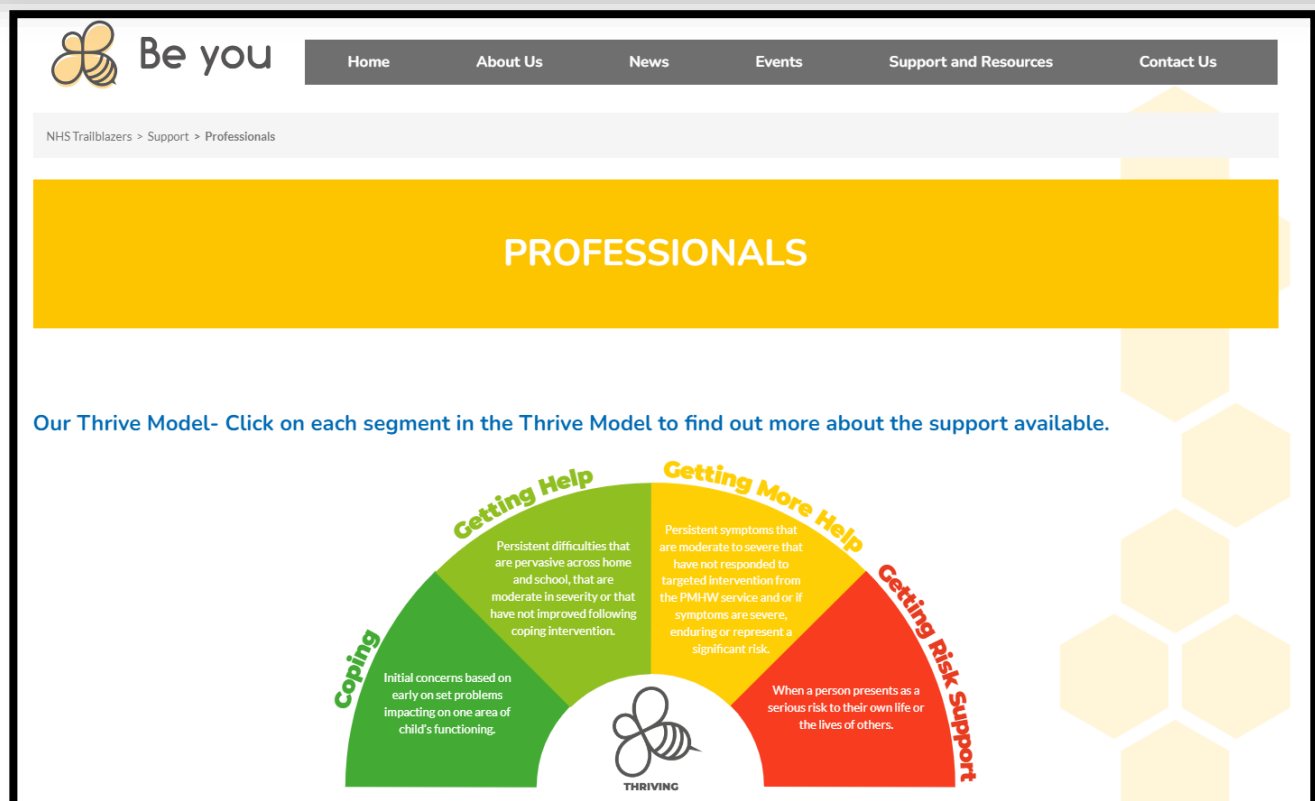 Be you
Home About Us News Events Support and Resources Contact Us
NHS Trailblazers > Support > Professionals
PROFESSIONALS
Our Thrive Model- Click on each segment in the Thrive Model to find out more about the support available.
Coping
Initial concerns based on
early on set problems
impacting on one area of
child's functioning.
Getting Help
Persistent difficulties that
are pervasive across home
and school, that are
moderate in severity or that
have not improved following
coping intervention.
Getting More Help
Persistent symptoms that
are moderate to severe that
have not responded to
targeted intervention from
the PMHW service and or if
symptoms are severe,
enduring or represent a
significant risk.
Getting Risk Support
When a person presents as a
serious risk to their own life or
the lives of others.
THRIVING